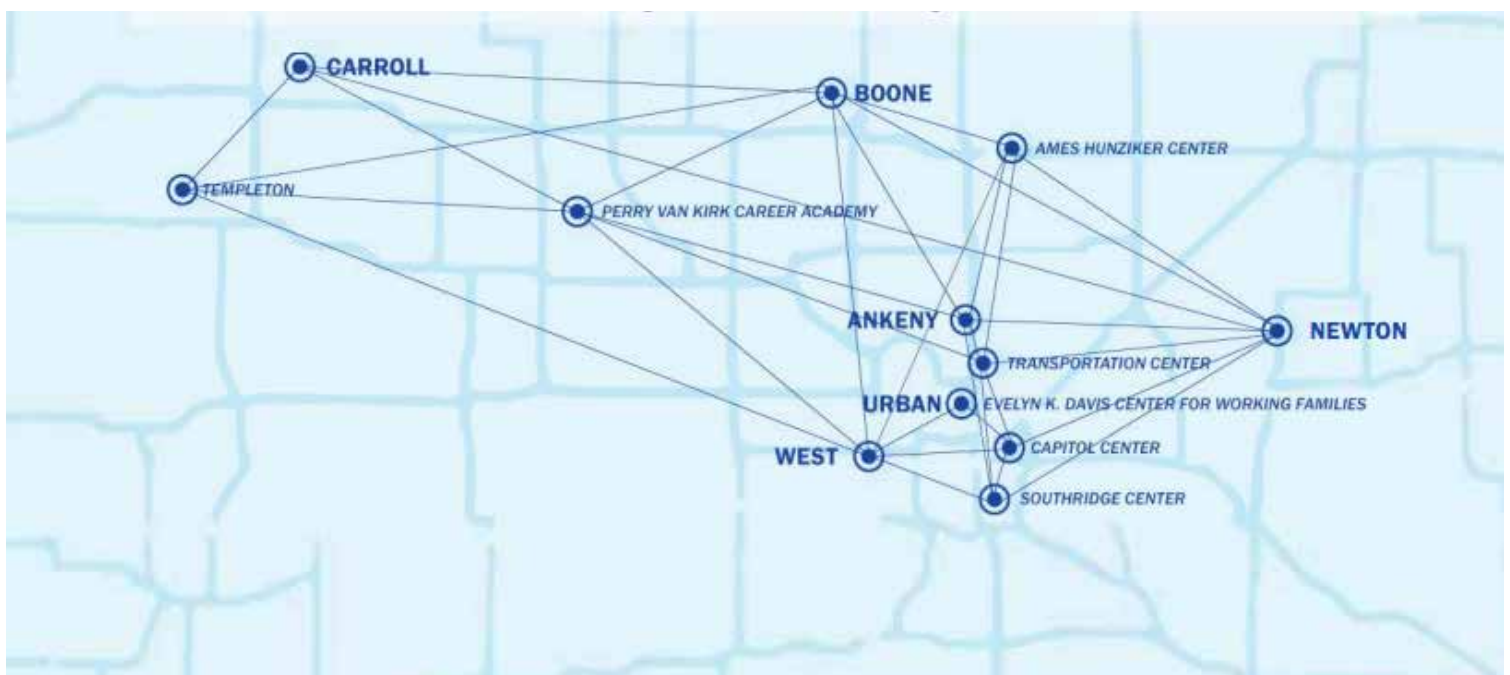 CARROLL
BOONE
AMES HUNZIKER CENTER
TEMPLETON
PERRY VAN KIRK CAREER ACADEMY
ANKENY
NEWTON
TRANSPORTATION CENTER
URBAN EVELYN K. DAVIS CENTER FOR WORKING FAMILIES
WEST
CAPITOL CENTER
SOUTHRIDGE CENTER